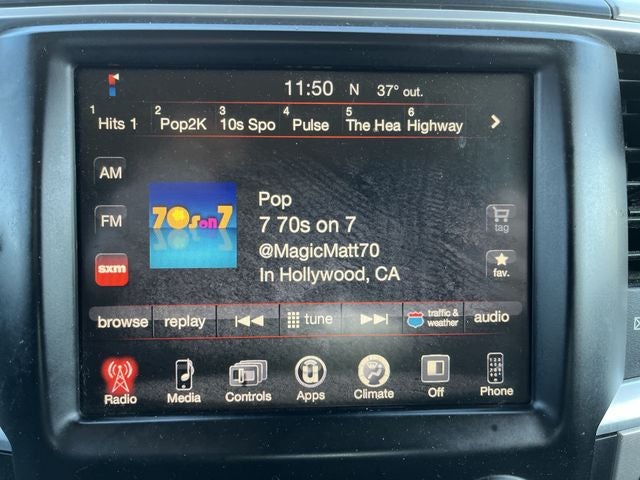 11:50 N 37° out.
1 Hits 1 2 Pop2K 3 10s Spo 4 Pulse 5 The Hea 6 Highway
AM
FM
sxm
70s on 7
Pop
7 70s on 7
@MagicMatt70
In Hollywood, CA
tag
fav.
browse replay tune traffic & weather audio
Radio Media Controls Apps Climate Off Phone